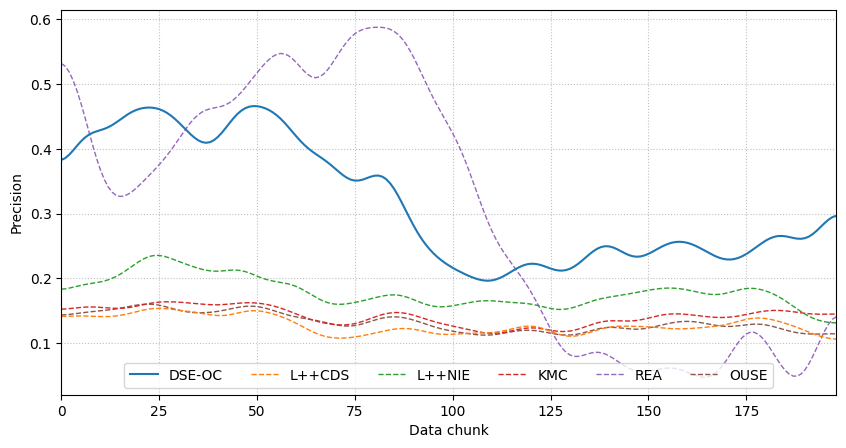 0.6
0.5
0.4
0.3
0.2
0.1
Precision
DSE-OC L++CDS L++NIE KMC REA OUSE
0 25 50 75 100 125 150 175
Data chunk